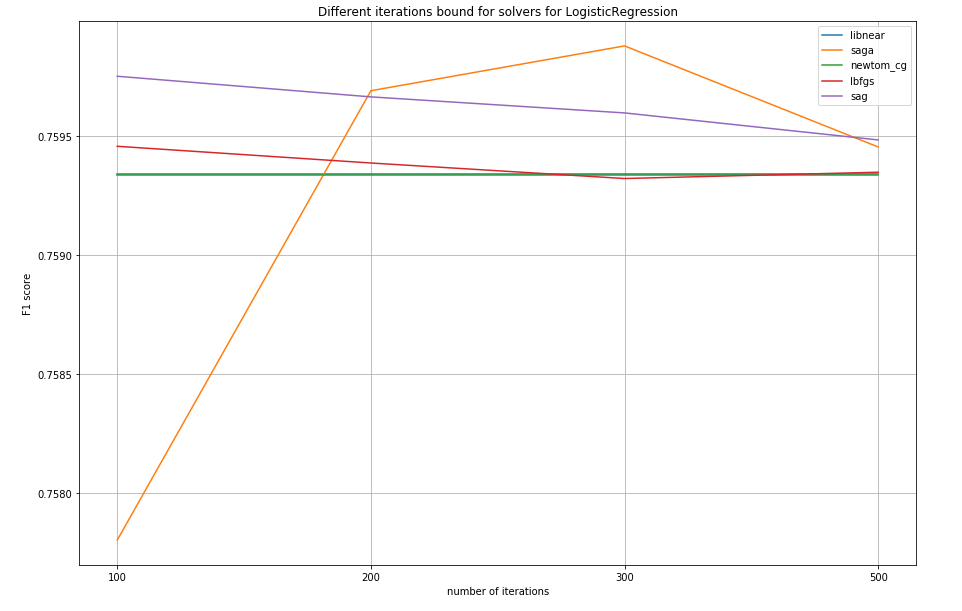 Different iterations bound for solvers for LogisticRegression
libnear
saga
newtom_cg
lbfgs
sag
0.7595
0.7590
0.7585
0.7580
F1 score
100
200
300
500
number of iterations